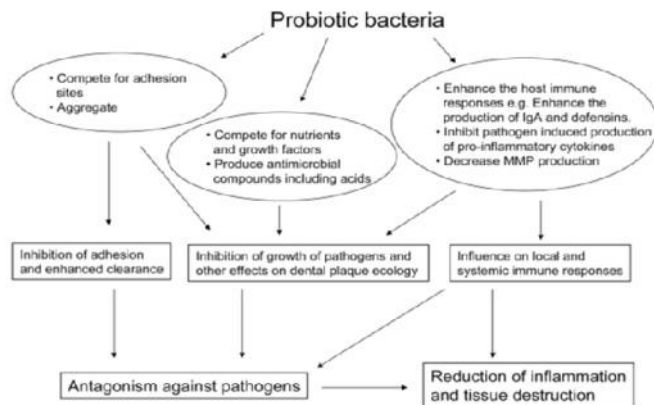 Probiotic bacteria
• Compete for adhesion
sites
• Aggregate
• Compete for nutrients
and growth factors
• Produce antimicrobial
compounds including acids
• Enhance the host immune
responses e.g. Enhance the
production of IgA and defensins.
• Inhibit pathogen induced production
of pro-inflammatory cytokines
• Decrease MMP production
Inhibition of adhesion
and enhanced clearance
Inhibition of growth of pathogens and
other effects on dental plaque ecology
Influence on local and
systemic immune responses
Antagonism against pathogens
Reduction of inflammation
and tissue destruction